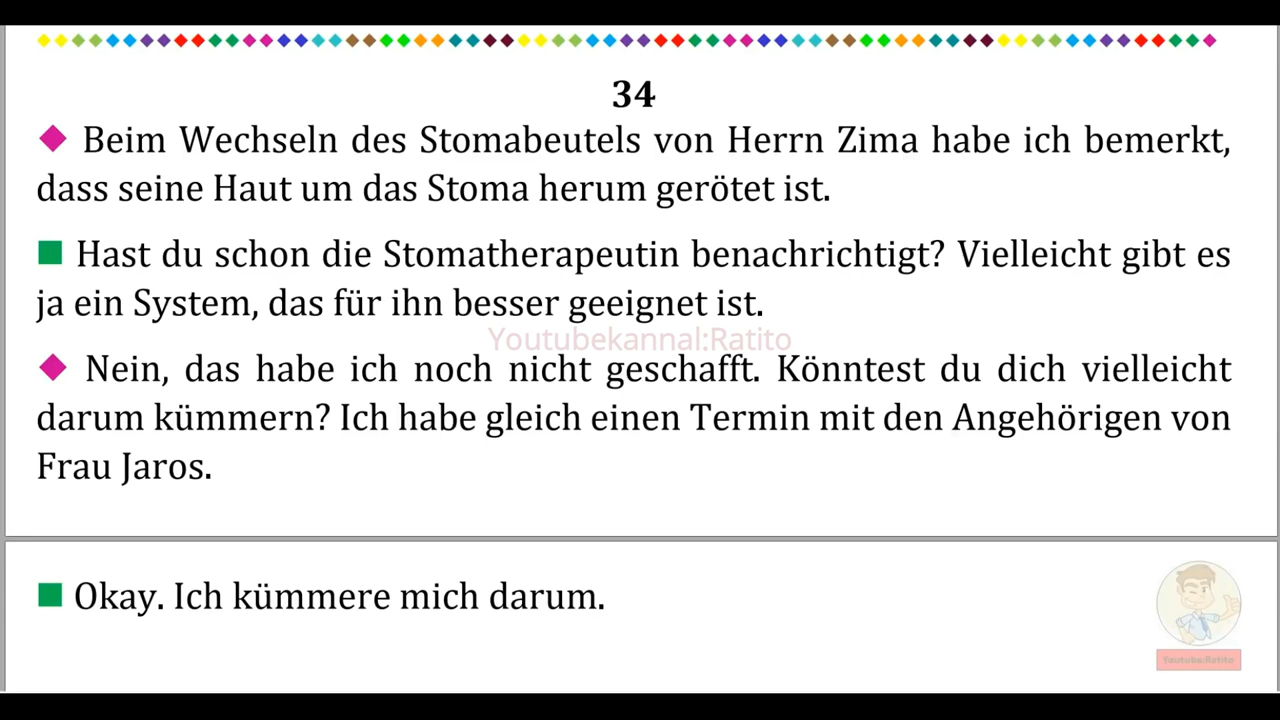 34
Beim Wechseln des Stomabeutels von Herrn Zima habe ich bemerkt,
dass seine Haut um das Stoma herum gerötet ist.
Hast du schon die Stomatherapeutin benachrichtigt? Vielleicht gibt es
ja ein System, das für ihn besser geeignet ist.
Youtubekannal:Ratito
Nein, das habe ich noch nicht geschafft. Könntest du dich vielleicht
darum kümmern? Ich habe gleich einen Termin mit den Angehörigen von
Frau Jaros.
Okay. Ich kümmere mich darum.
Youtube:Ratito